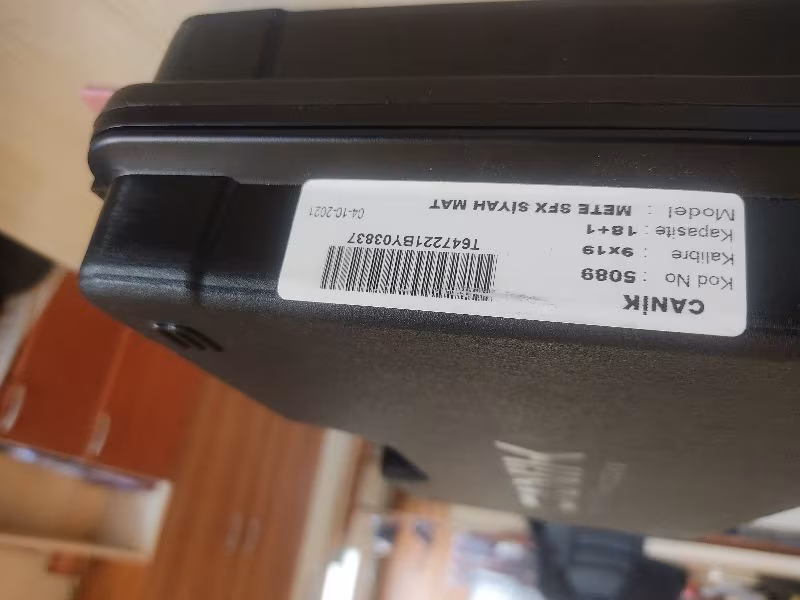 CANİK
Kod No : 5089
Kalibre : 9x19
Kapasite : 18+1
Model : METE SFX SİYAH MAT
T647221BY03837
04-10-2021